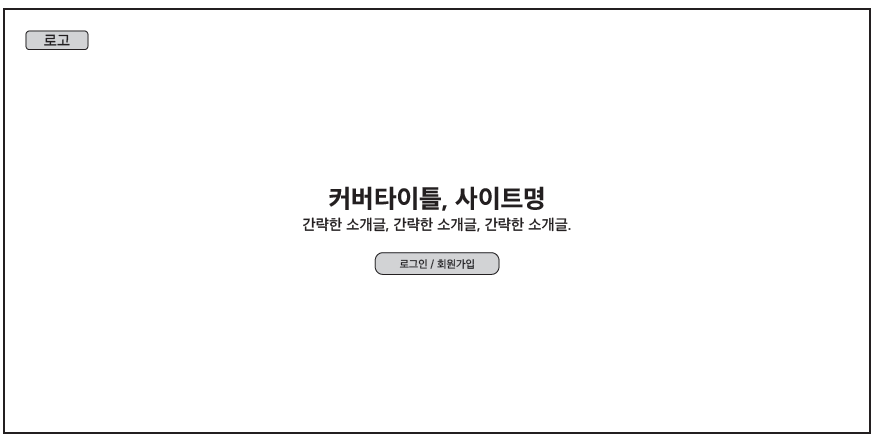 로고
커버타이틀, 사이트명
간략한 소개글, 간략한 소개글, 간략한 소개글.
로그인 / 회원가입